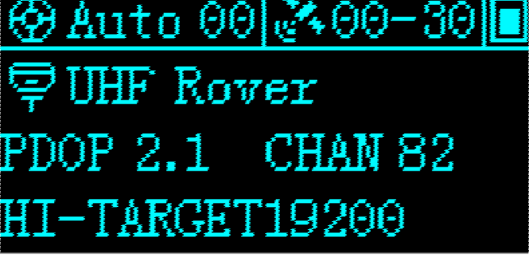 Auto 00 00-30
UHF Rover
PDOP 2.1 CHAN 82
HI-TARGET19200